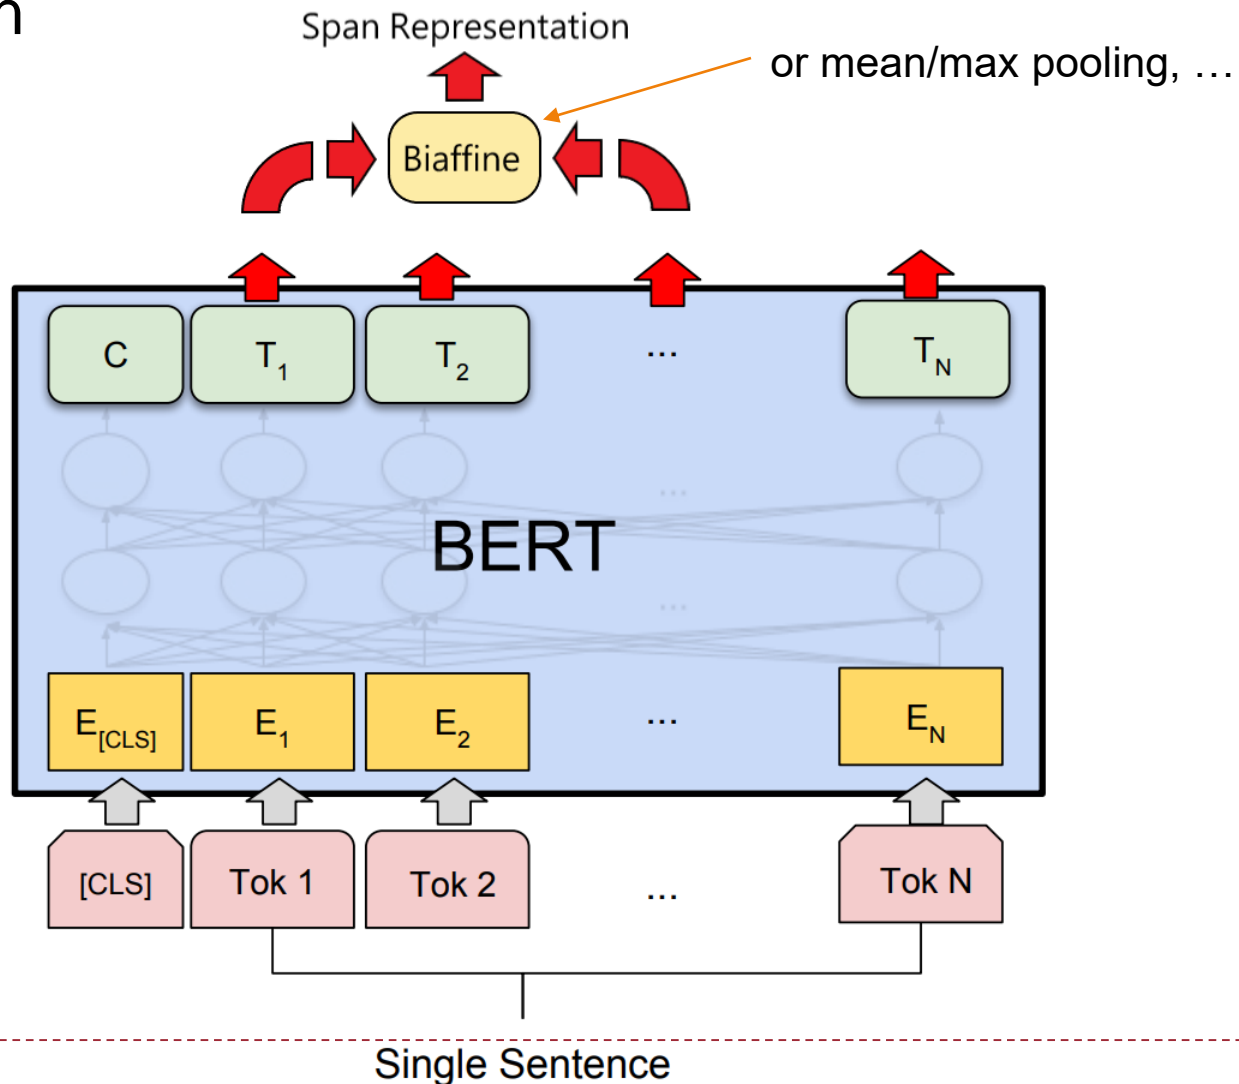 n
Span Representation
or mean/max pooling, …
Biaffine
C T1 T2 ... TN
...
BERT
...
E[CLS] E1 E2 ... EN
[CLS] Tok 1 Tok 2 ... Tok N
Single Sentence